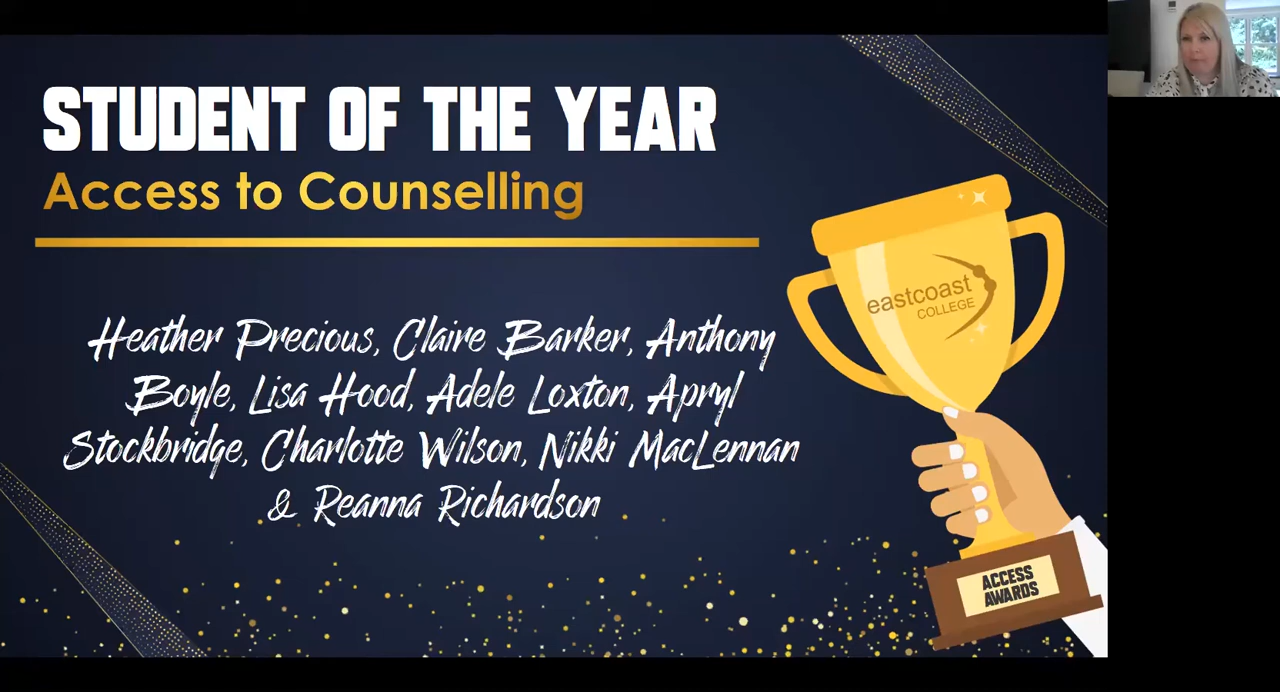 STUDENT OF THE YEAR
Access to Counselling
Heather Precious, Claire Barker, Anthony
Boyle, Lisa Hood, Adele Loxton, Apryl
Stockbridge, Charlotte Wilson, Nikki MacLennan
& Reanna Richardson
eastcoast
COLLEGE
ACCESS
AWARDS